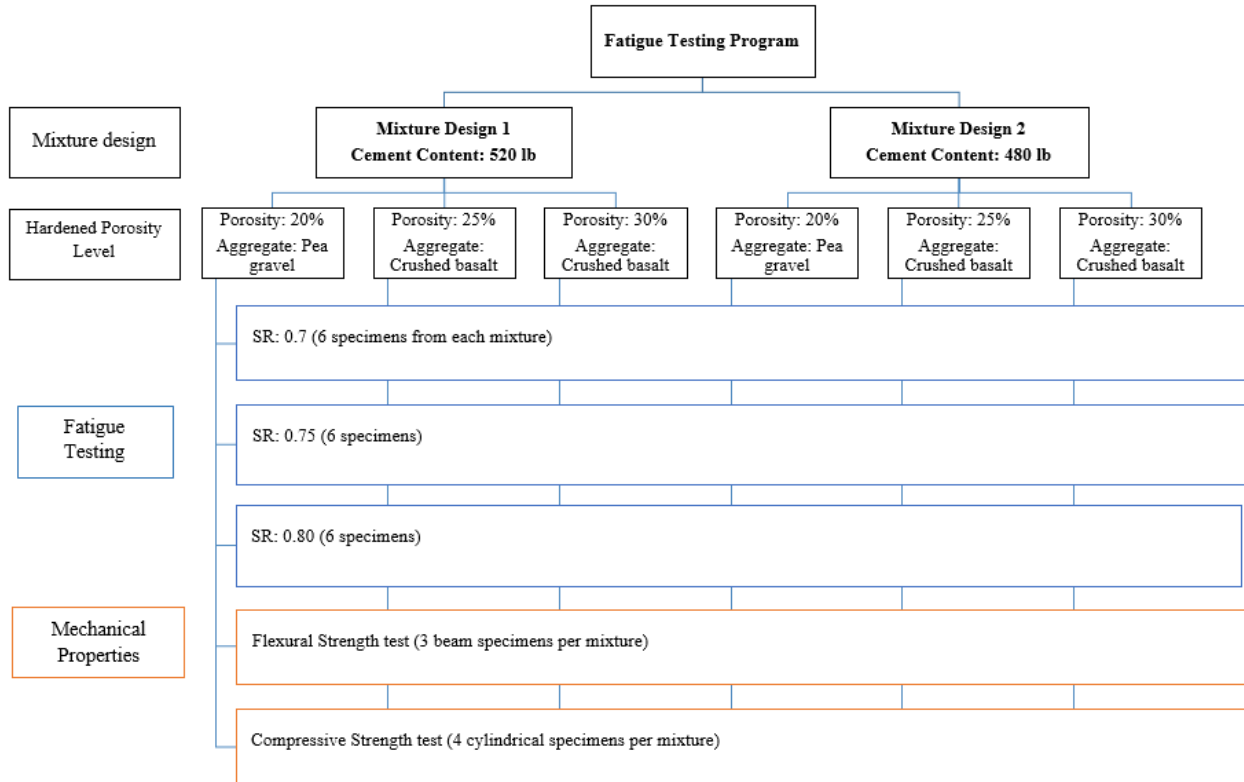 Fatigue Testing Program
Mixture design
Mixture Design 1
Cement Content: 520 lb
Mixture Design 2
Cement Content: 480 lb
Hardened Porosity
Level
Porosity: 20%
Aggregate: Pea
gravel
Porosity: 25%
Aggregate:
Crushed basalt
Porosity: 30%
Aggregate:
Crushed basalt
Porosity: 20%
Aggregate: Pea
gravel
Porosity: 25%
Aggregate:
Crushed basalt
Porosity: 30%
Aggregate:
Crushed basalt
SR: 0.7 (6 specimens from each mixture)
Fatigue
Testing
SR: 0.75 (6 specimens)
SR: 0.80 (6 specimens)
Mechanical
Properties
Flexural Strength test (3 beam specimens per mixture)
Compressive Strength test (4 cylindrical specimens per mixture)